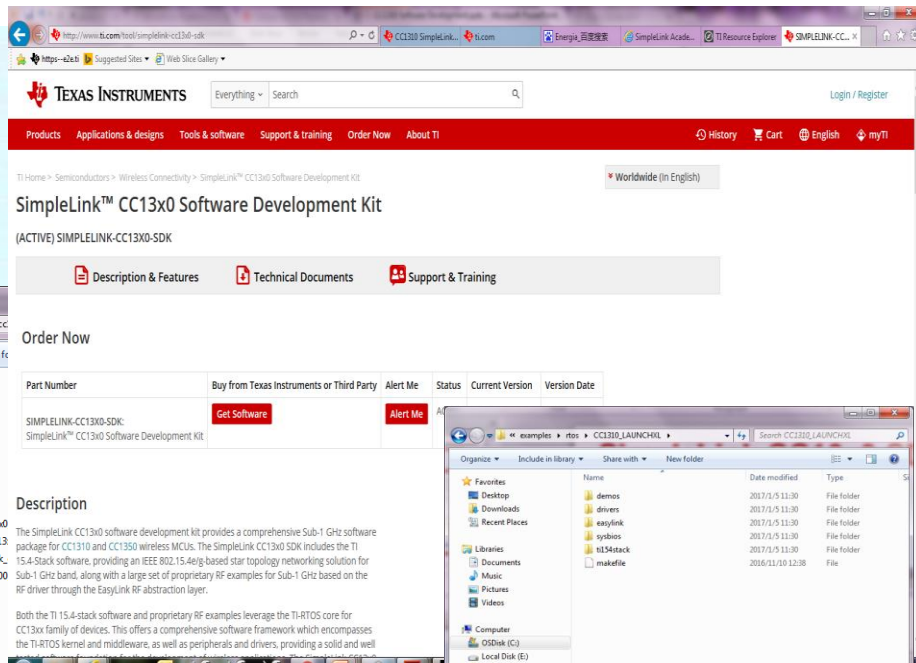 http://www.ti.com/tool/simplelink-cc13x0-sdk
CC1310 SimpleLink...
ti.com
Energia_百度搜索
SimpleLink Acade...
TI Resource Explorer
SIMPLELINK-CC...
https--e2e.ti
Suggested Sites
Web Slice Gallery
TEXAS INSTRUMENTS
Everything
Search
Login / Register
Products Applications & designs Tools & software Support & training Order Now About TI
History Cart English myTI
TI Home > Semiconductors > Wireless Connectivity > SimpleLink™ CC13x0 Software Development Kit
Worldwide (In English)
SimpleLink™ CC13x0 Software Development Kit
(ACTIVE) SIMPLELINK-CC13X0-SDK
Description & Features Technical Documents Support & Training
Order Now
Part Number Buy from Texas Instruments or Third Party Alert Me Status Current Version Version Date
SIMPLELINK-CC13X0-SDK:
SimpleLink™ CC13x0 Software Development Kit
Get Software
Alert Me
Description
The SimpleLink CC13x0 software development kit provides a comprehensive Sub-1 GHz software
package for CC1310 and CC1350 wireless MCUs. The SimpleLink CC13x0 SDK includes the TI
15.4-Stack software, providing an IEEE 802.15.4e/g-based star topology networking solution for
Sub-1 GHz band, along with a large set of proprietary RF examples for Sub-1 GHz based on the
RF driver through the EasyLink RF abstraction layer.
Both the TI 15.4-stack software and proprietary RF examples leverage the TI-RTOS core for
CC13xx family of devices. This offers a comprehensive software framework which encompasses
the TI-RTOS kernel and middleware, as well as peripherals and drivers, providing a solid and well
« examples rtos CC1310_LAUNCHXL
Search CC1310_LAUNCHXL
Organize Include in library Share with New folder
Name Date modified Type
Favorites
Desktop
Downloads
Recent Places
Libraries
Documents
Music
Pictures
Videos
Computer
OSDisk (C:)
Local Disk (E:)
demos 2017/1/5 11:30 File folder
drivers 2017/1/5 11:30 File folder
easylink 2017/1/5 11:30 File folder
sysbios 2017/1/5 11:30 File folder
ti154stack 2017/1/5 11:30 File folder
makefile 2016/11/10 12:38 File